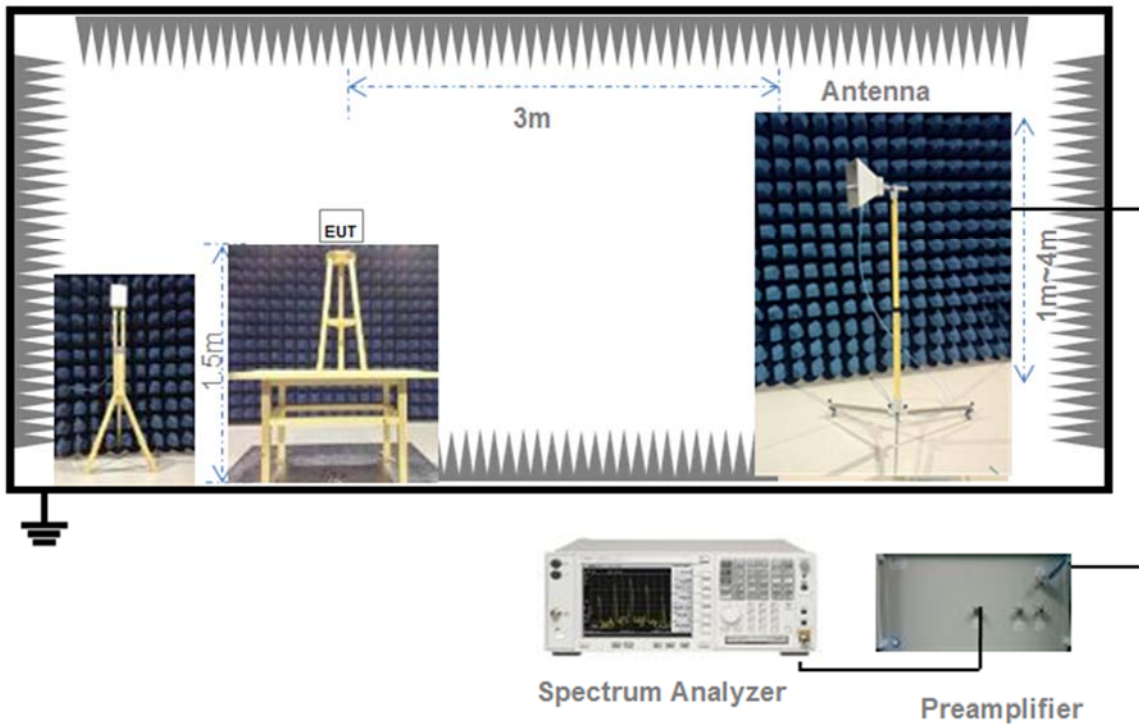 Antenna
3m
EUT
1.5m
1m~4m
Spectrum Analyzer
Preamplifier